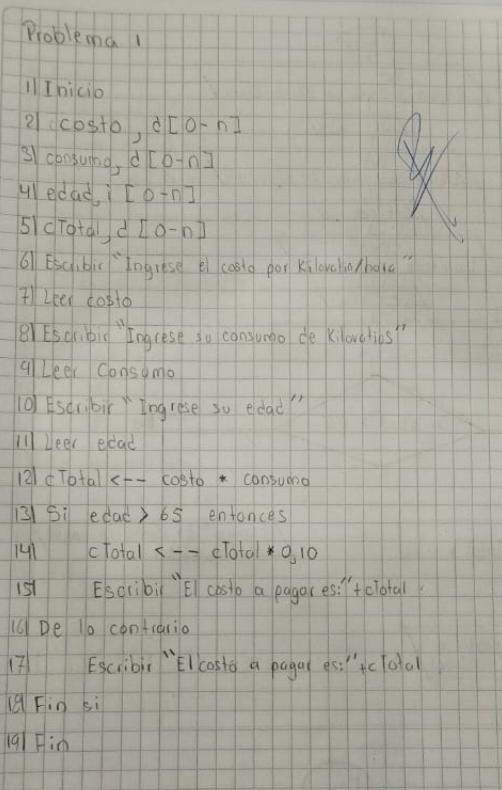 Problema 1
1) Inicio
2) costo, d [0-n]
3) consumo, d [0-n]
4) edad, i [0-n]
5) cTotal, d [0-n]
6) Escribir "Ingrese el costo por Kilovatio/hora"
7) Leer costo
8) Escribir "Ingrese su consumo de Kilovatios"
9) Leer Consumo
10) Escribir "Ingrese su edad"
11) Leer edad
12) cTotal <-- costo * consumo
13) Si edad > 65 entonces
14) cTotal <-- cTotal * 0,10
15) Escribir "El costo a pagar es:"+cTotal
16) De lo contrario
17) Escribir "El costo a pagar es:"+cTotal
18) Fin si
19) Fin